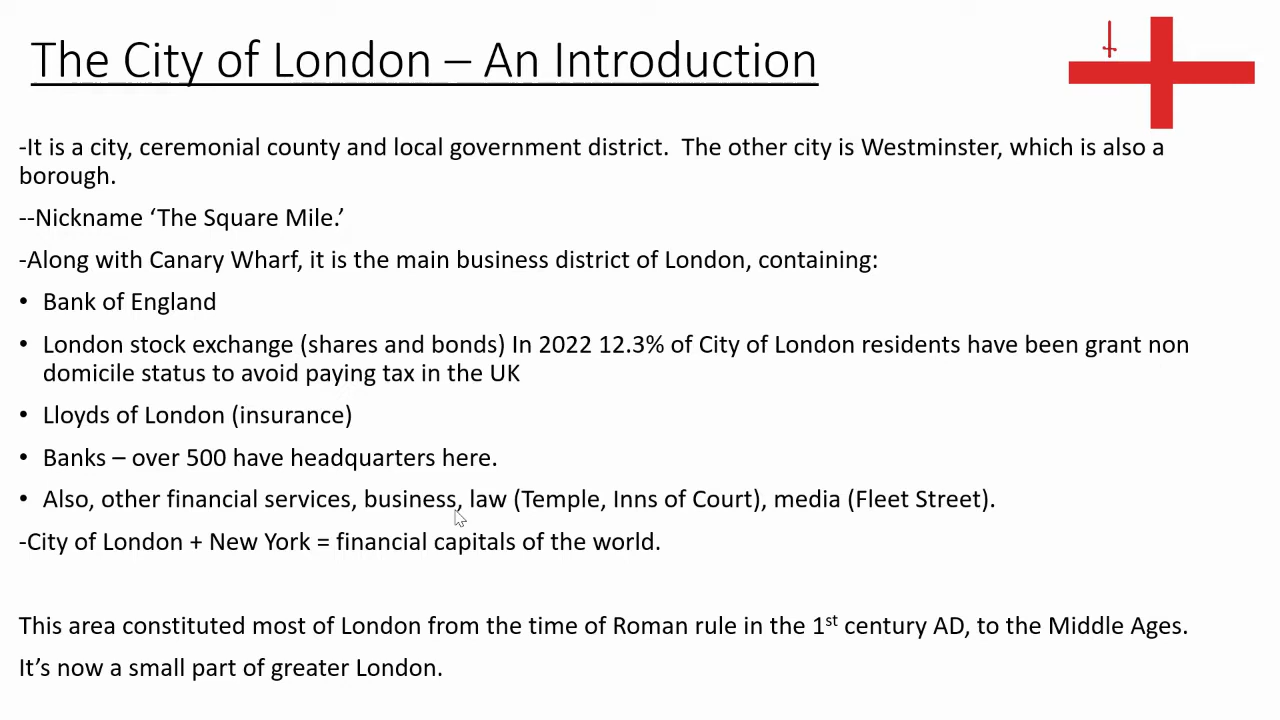 The City of London – An Introduction
-It is a city, ceremonial county and local government district.  The other city is Westminster, which is also a
borough.
--Nickname ‘The Square Mile.’
-Along with Canary Wharf, it is the main business district of London, containing:
• Bank of England
• London stock exchange (shares and bonds) In 2022 12.3% of City of London residents have been grant non
domicile status to avoid paying tax in the UK
• Lloyds of London (insurance)
• Banks – over 500 have headquarters here.
• Also, other financial services, business, law (Temple, Inns of Court), media (Fleet Street).
-City of London + New York = financial capitals of the world.
This area constituted most of London from the time of Roman rule in the 1st century AD, to the Middle Ages.
It’s now a small part of greater London.